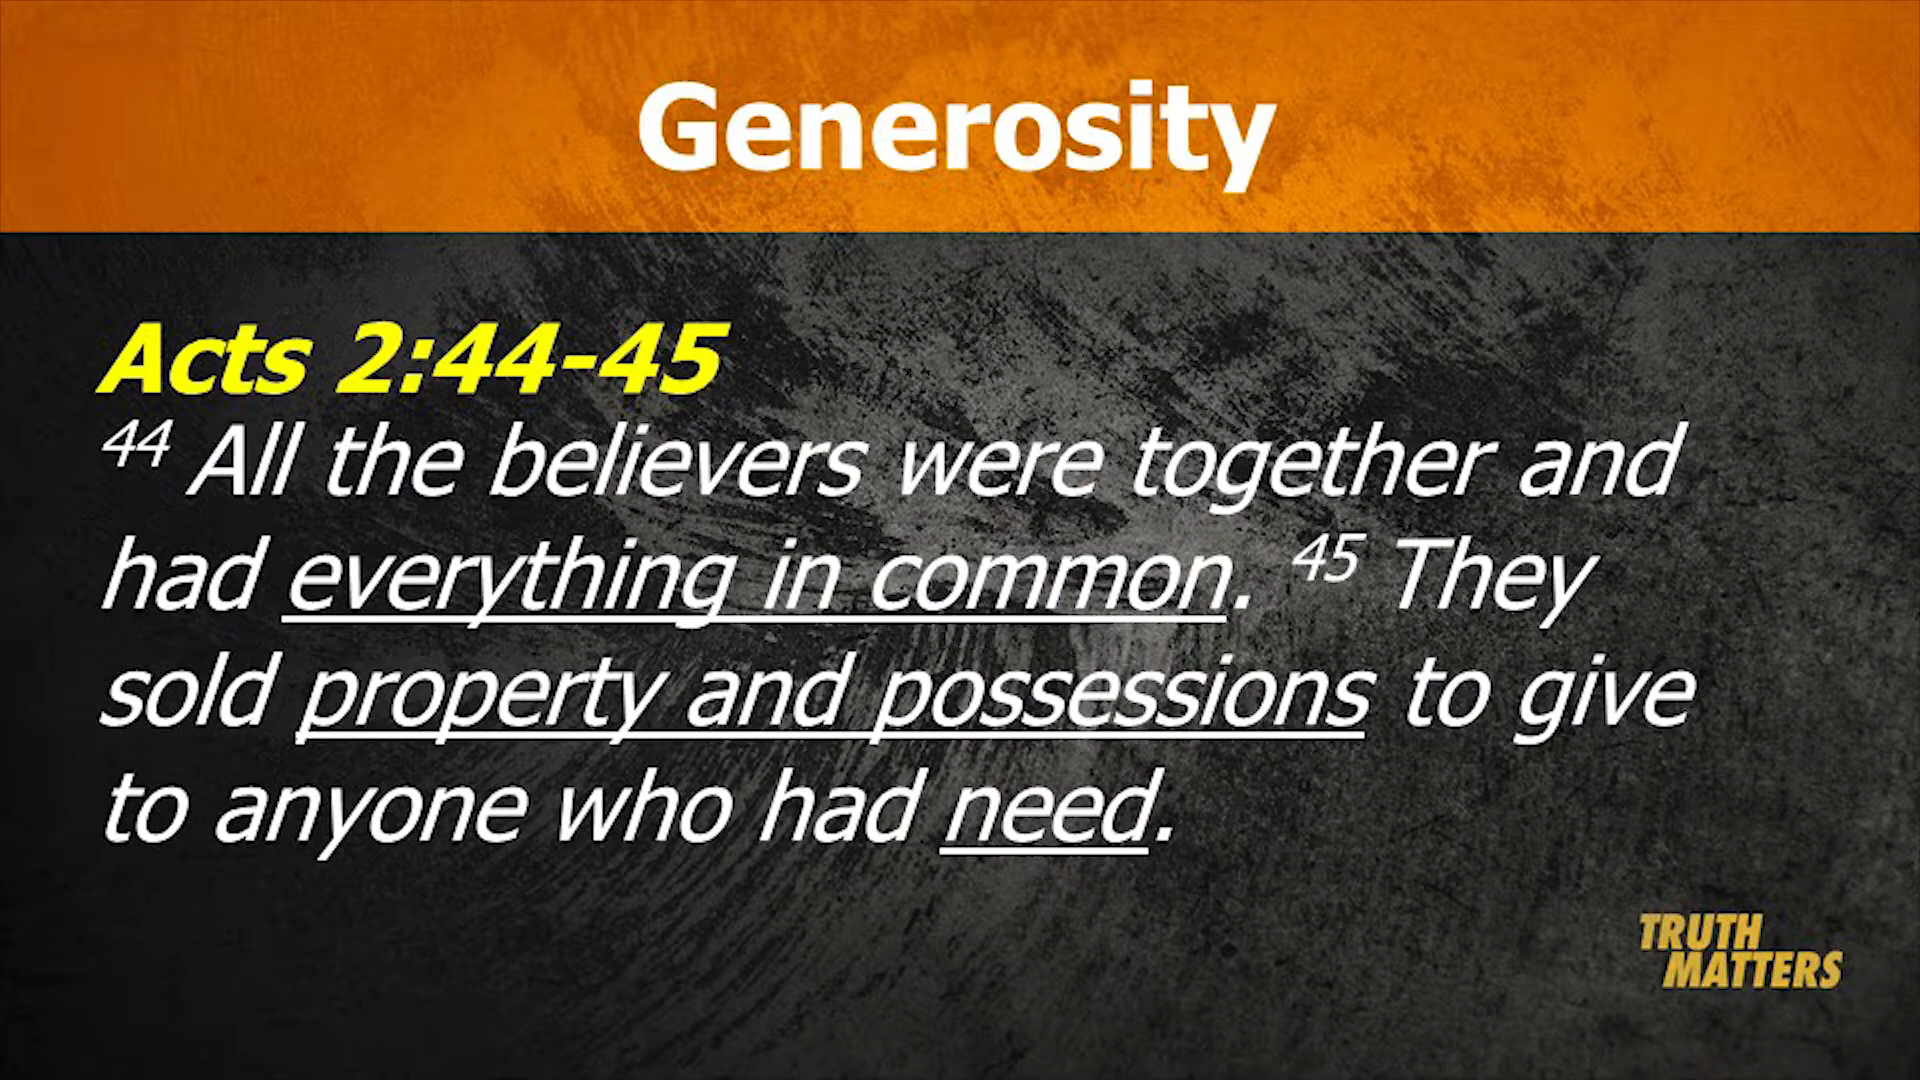 Generosity
Acts 2:44-45
44 All the believers were together and
had everything in common. 45 They
sold property and possessions to give
to anyone who had need.
TRUTH
MATTERS